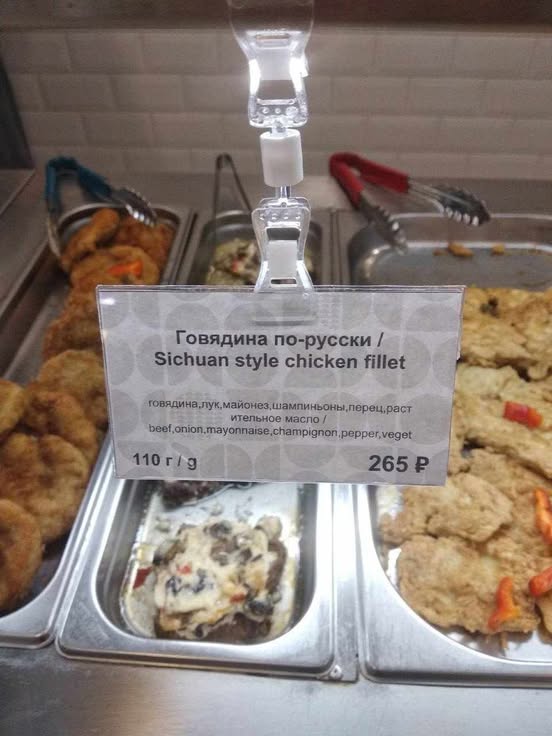 Говядина по-русски /
Sichuan style chicken fillet
говядина,лук,майонез,шампиньоны,перец,раст
ительное масло /
beef,onion,mayonnaise,champignon,pepper,veget
110 г / g 265 ₽